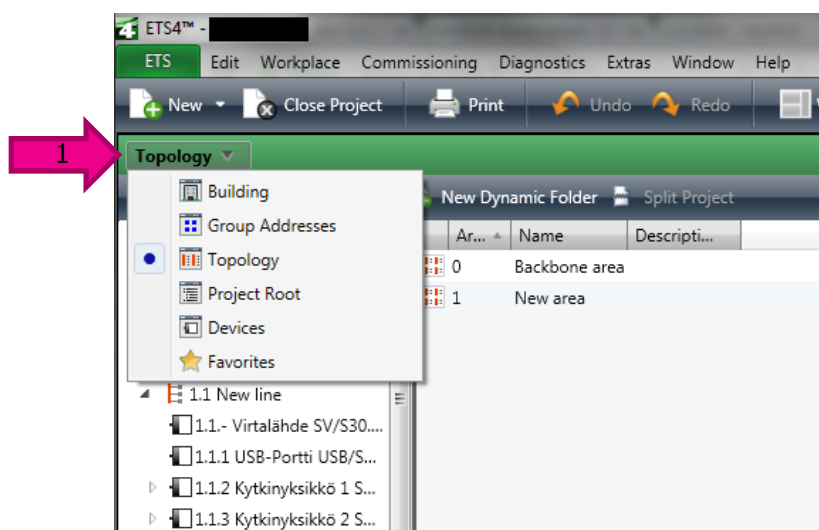 4 ETS4™ -
ETS Edit Workplace Commissioning Diagnostics Extras Window Help
New Close Project Print Undo Redo
1
Topology
Building
Group Addresses
Topology
Project Root
Devices
Favorites
New Dynamic Folder Split Project
Ar... Name Descripti...
0 Backbone area
1 New area
1.1 New line
1.1.- Virtalähde SV/S30....
1.1.1 USB-Portti USB/S...
1.1.2 Kytkinyksikkö 1 S...
1.1.3 Kytkinyksikkö 2 S...